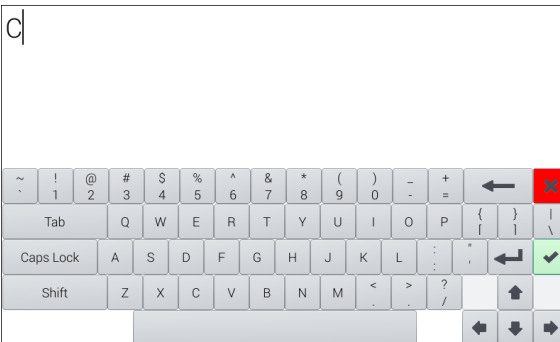 C
~ ! @ # $ % ^ & * ( ) _ +
` 1 2 3 4 5 6 7 8 9 0 - =
Tab Q W E R T Y U I O P { } |
[ ] \
Caps Lock A S D F G H J K L : "
; '
Shift Z X C V B N M < > ?
, . /